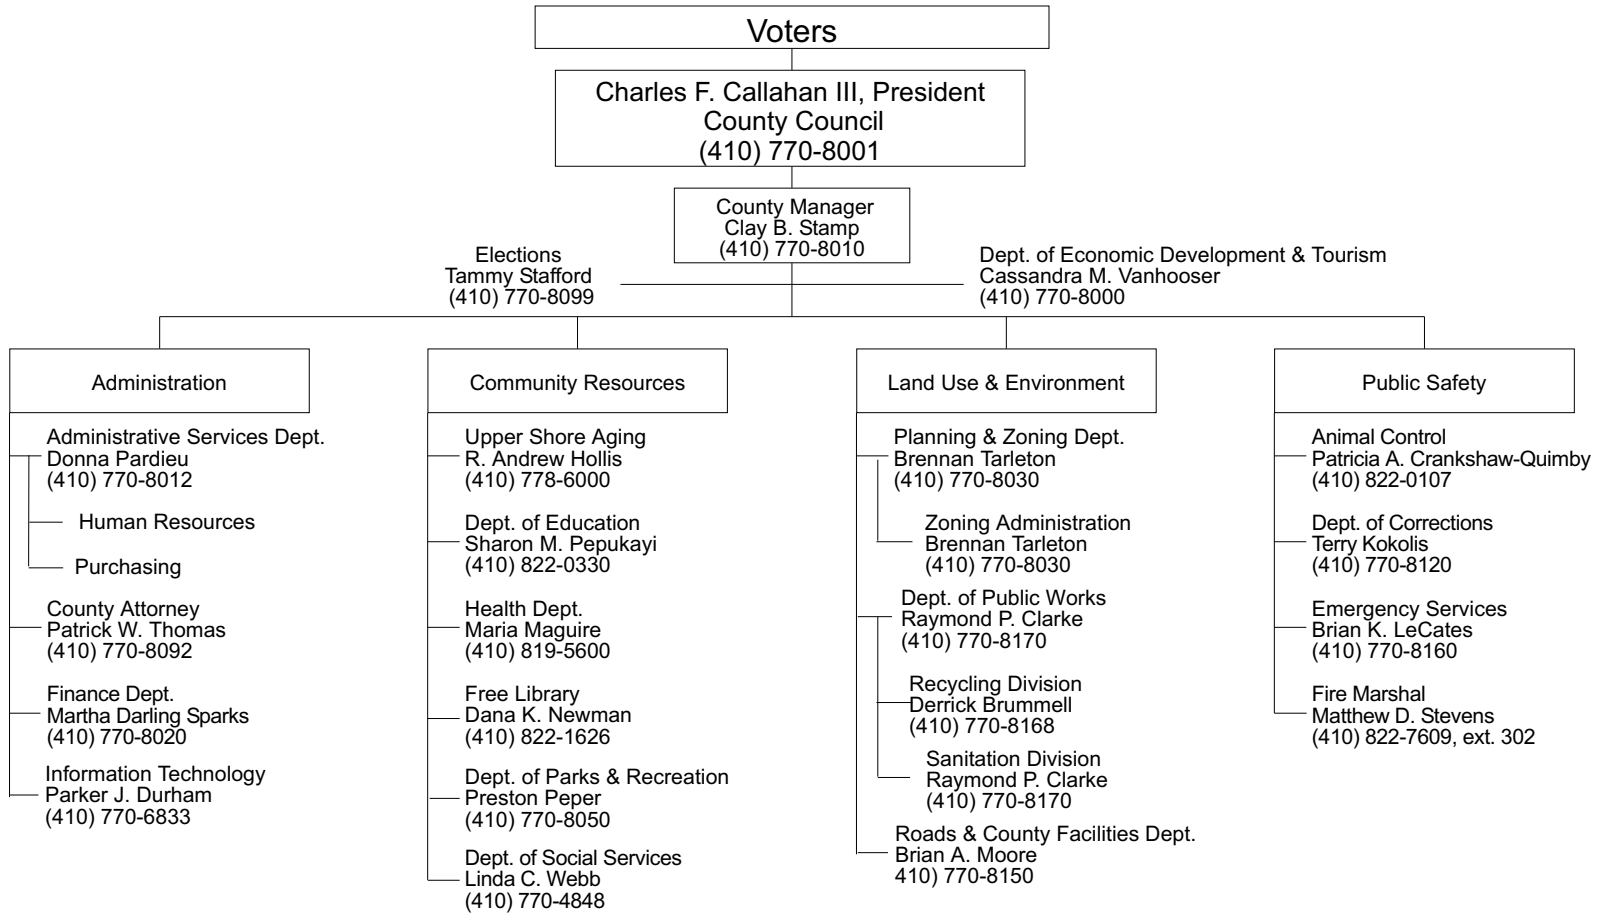 Voters
Charles F. Callahan III, President
County Council
(410) 770-8001
County Manager
Clay B. Stamp
(410) 770-8010
Elections
Tammy Stafford
(410) 770-8099
Dept. of Economic Development & Tourism
Cassandra M. Vanhooser
(410) 770-8000
Administration
Administrative Services Dept.
Donna Pardieu
(410) 770-8012
Human Resources
Purchasing
County Attorney
Patrick W. Thomas
(410) 770-8092
Finance Dept.
Martha Darling Sparks
(410) 770-8020
Information Technology
Parker J. Durham
(410) 770-6833
Community Resources
Upper Shore Aging
R. Andrew Hollis
(410) 778-6000
Dept. of Education
Sharon M. Pepukayi
(410) 822-0330
Health Dept.
Maria Maguire
(410) 819-5600
Free Library
Dana K. Newman
(410) 822-1626
Dept. of Parks & Recreation
Preston Peper
(410) 770-8050
Dept. of Social Services
Linda C. Webb
(410) 770-4848
Land Use & Environment
Planning & Zoning Dept.
Brennan Tarleton
(410) 770-8030
Zoning Administration
Brennan Tarleton
(410) 770-8030
Dept. of Public Works
Raymond P. Clarke
(410) 770-8170
Recycling Division
Derrick Brummell
(410) 770-8168
Sanitation Division
Raymond P. Clarke
(410) 770-8170
Roads & County Facilities Dept.
Brian A. Moore
410) 770-8150
Public Safety
Animal Control
Patricia A. Crankshaw-Quimby
(410) 822-0107
Dept. of Corrections
Terry Kokolis
(410) 770-8120
Emergency Services
Brian K. LeCates
(410) 770-8160
Fire Marshal
Matthew D. Stevens
(410) 822-7609, ext. 302